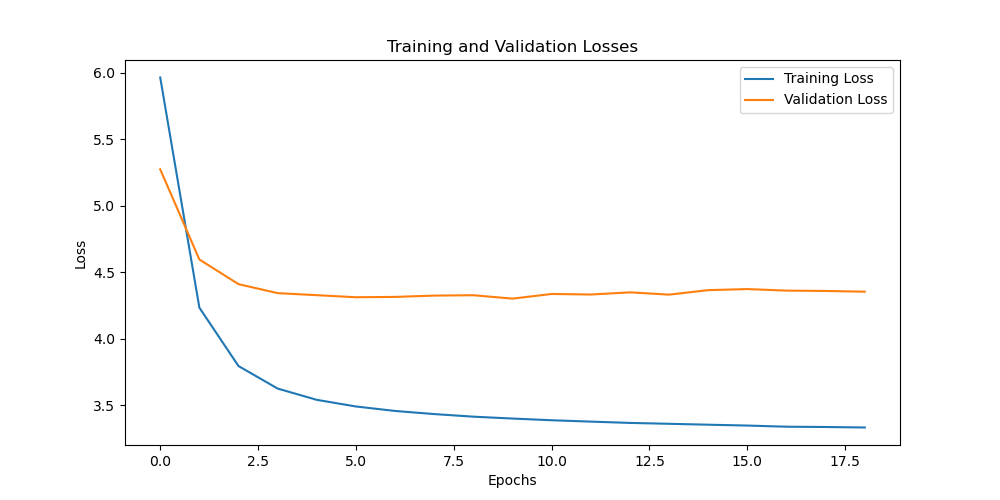 Training and Validation Losses
Training Loss
Validation Loss
6.0
5.5
5.0
4.5
4.0
3.5
Loss
0.0 2.5 5.0 7.5 10.0 12.5 15.0 17.5
Epochs